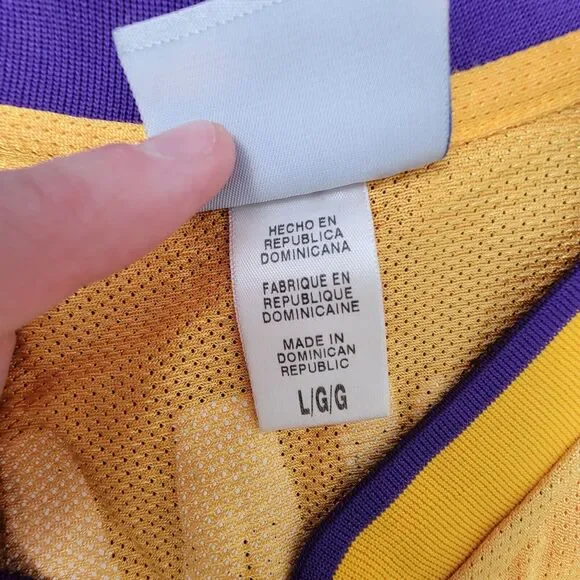 HECHO EN
REPUBLICA
DOMINICANA
FABRIQUE EN
REPUBLIQUE
DOMINICAINE
MADE IN
DOMINICAN
REPUBLIC
L/G/G